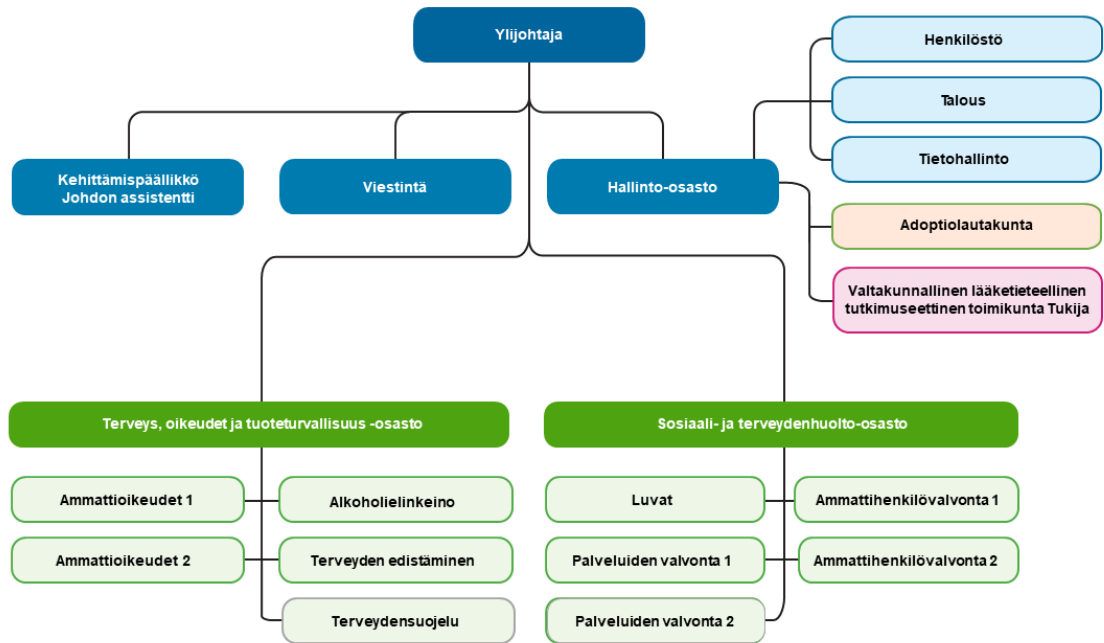 Ylijohtaja
Henkilöstö
Talous
Tietohallinto
Kehittämispäällikkö
Johdon assistentti
Viestintä
Hallinto-osasto
Adoptiolautakunta
Valtakunnallinen lääketieteellinen
tutkimuseettinen toimikunta Tukija
Terveys, oikeudet ja tuoteturvallisuus -osasto
Ammattioikeudet 1
Alkoholielinkeino
Ammattioikeudet 2
Terveyden edistäminen
Terveydensuojelu
Sosiaali- ja terveydenhuolto-osasto
Luvat
Ammattihenkilövalvonta 1
Palveluiden valvonta 1
Ammattihenkilövalvonta 2
Palveluiden valvonta 2